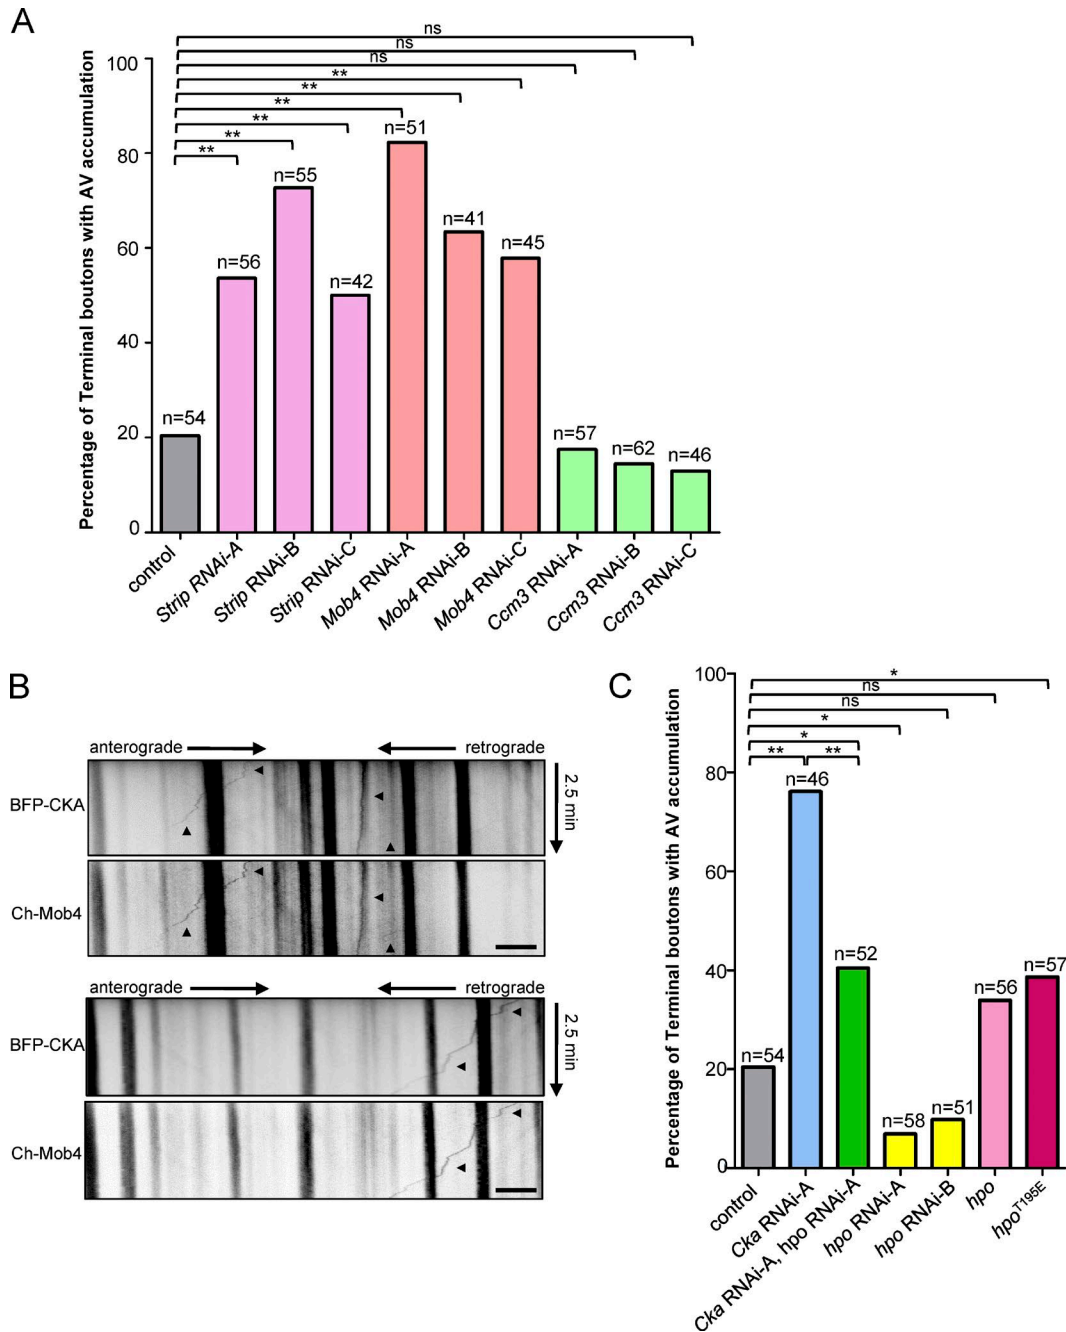 A
Percentage of Terminal boutons with AV accumulation
100
80
60
40
20
0
ns
ns
ns
**
**
**
**
**
**
n=54
n=56
n=55
n=42
n=51
n=41
n=45
n=57
n=62
n=46
control
Strip RNAi-A
Strip RNAi-B
Strip RNAi-C
Mob4 RNAi-A
Mob4 RNAi-B
Mob4 RNAi-C
Ccm3 RNAi-A
Ccm3 RNAi-B
Ccm3 RNAi-C
B
anterograde retrograde
BFP-CKA
2.5 min
Ch-Mob4
anterograde retrograde
BFP-CKA
2.5 min
Ch-Mob4
C
Percentage of Terminal boutons with AV accumulation
100
80
60
40
20
0
*
ns
ns
*
*
** **
n=54
n=46
n=52
n=58
n=51
n=56
n=57
control
Cka RNAi-A
Cka RNAi-A, hpo RNAi-A
hpo RNAi-A
hpo RNAi-B
hpo
hpoT195E